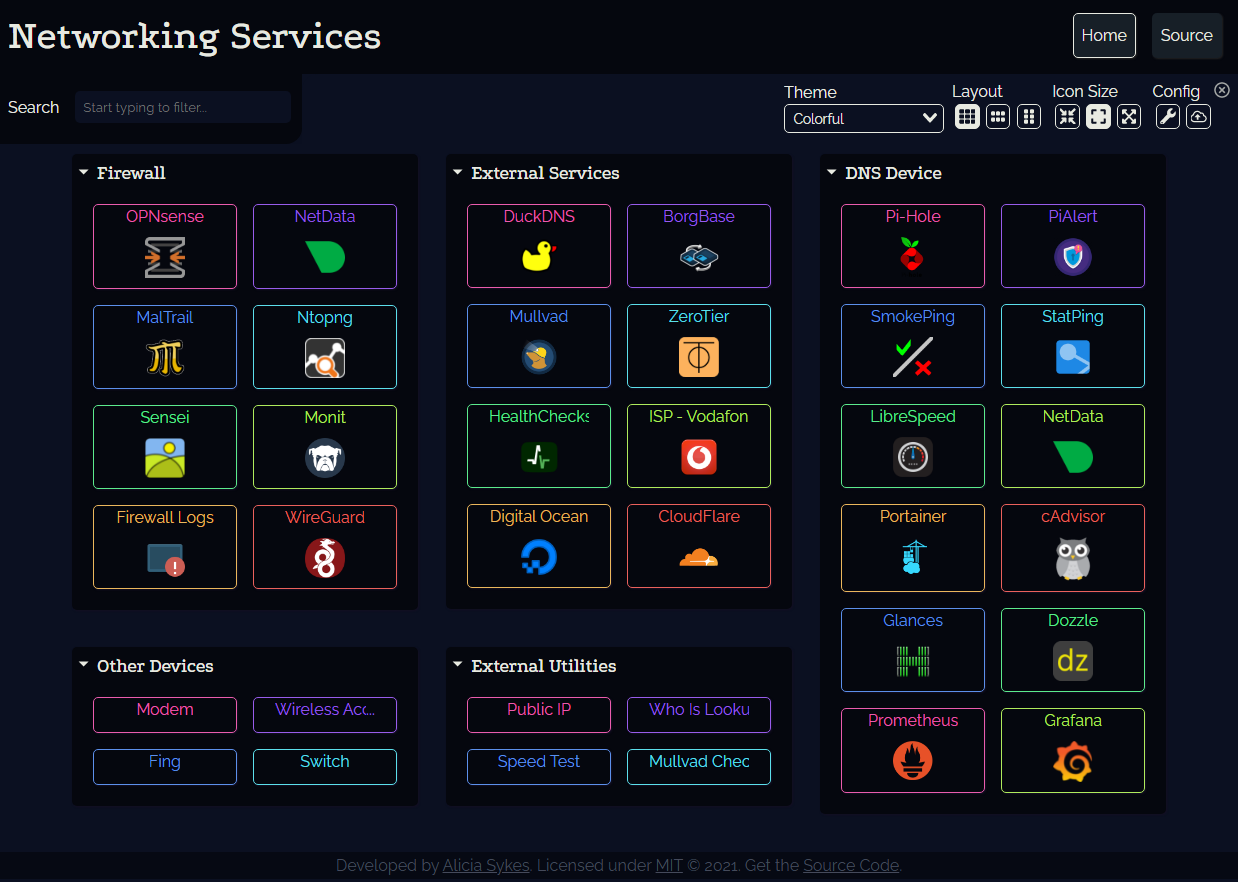 Networking Services
Home
Source
Search
Start typing to filter...
Theme
Colorful
Layout
Icon Size
Config
Firewall
OPNsense
NetData
MalTrail
Ntopng
Sensei
Monit
Firewall Logs
WireGuard
External Services
DuckDNS
BorgBase
Mullvad
ZeroTier
HealthChecks
ISP - Vodafon
Digital Ocean
CloudFlare
DNS Device
Pi-Hole
PiAlert
SmokePing
StatPing
LibreSpeed
NetData
Portainer
cAdvisor
Glances
Dozzle
dz
Prometheus
Grafana
Other Devices
Modem
Wireless Acc...
Fing
Switch
External Utilities
Public IP
Who Is Looku
Speed Test
Mullvad Chec
Developed by Alicia Sykes. Licensed under MIT © 2021. Get the Source Code.